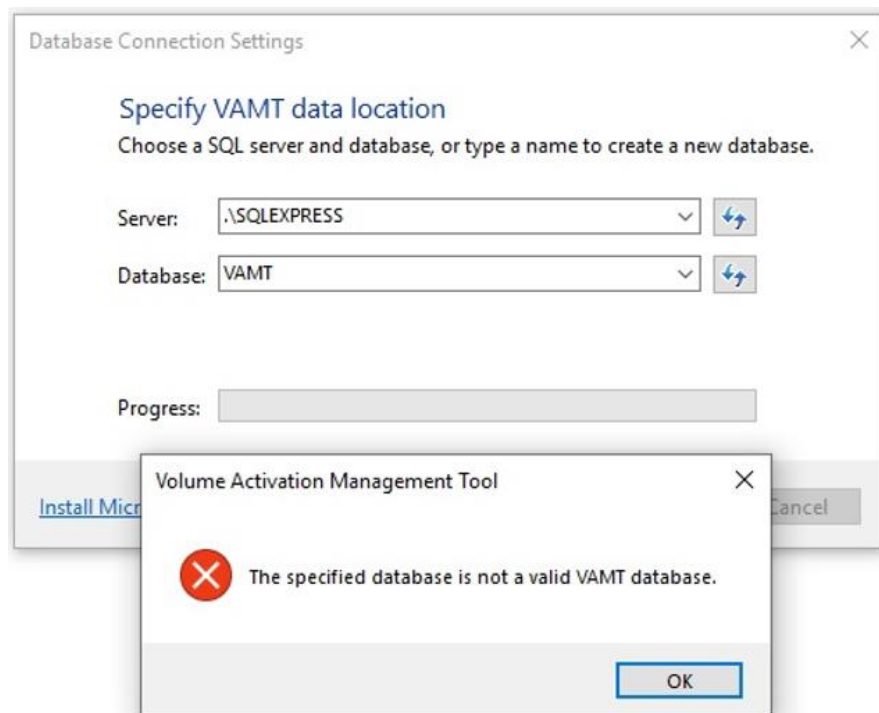 Database Connection Settings
Specify VAMT data location
Choose a SQL server and database, or type a name to create a new database.
Server: .\SQLEXPRESS
Database: VAMT
Progress:
Install Micr
Cancel
Volume Activation Management Tool
The specified database is not a valid VAMT database.
OK